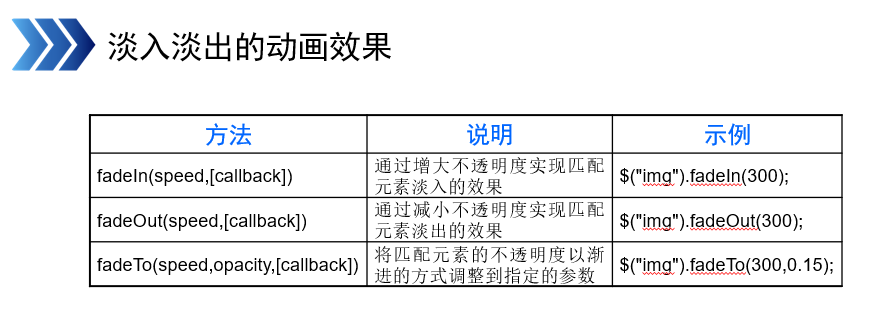 淡入淡出的动画效果
方法 说明 示例
fadeIn(speed,[callback])
通过增大不透明度实现匹配
元素淡入的效果
$("img").fadeIn(300);
fadeOut(speed,[callback])
通过减小不透明度实现匹配
元素淡出的效果
$("img").fadeOut(300);
fadeTo(speed,opacity,[callback])
将匹配元素的不透明度以渐
进的方式调整到指定的参数
$("img").fadeTo(300,0.15);